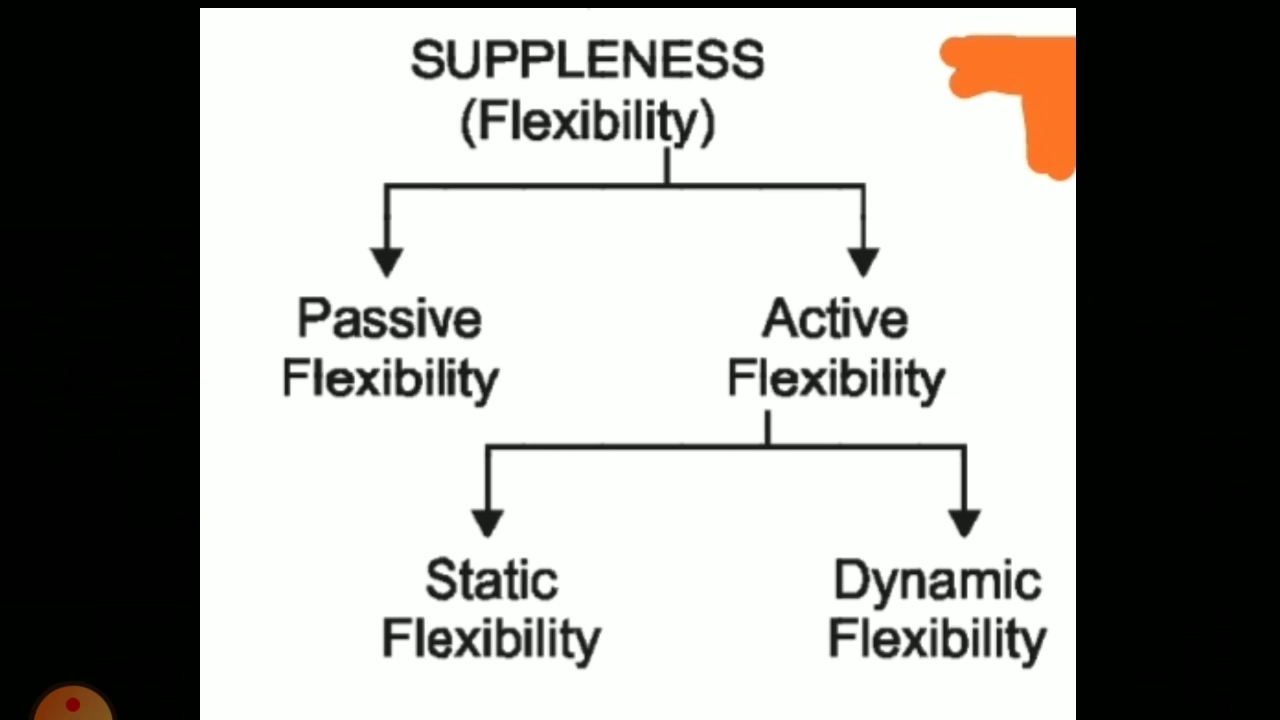 SUPPLENESS
(Flexibility)
Passive
Flexibility
Active
Flexibility
Static
Flexibility
Dynamic
Flexibility